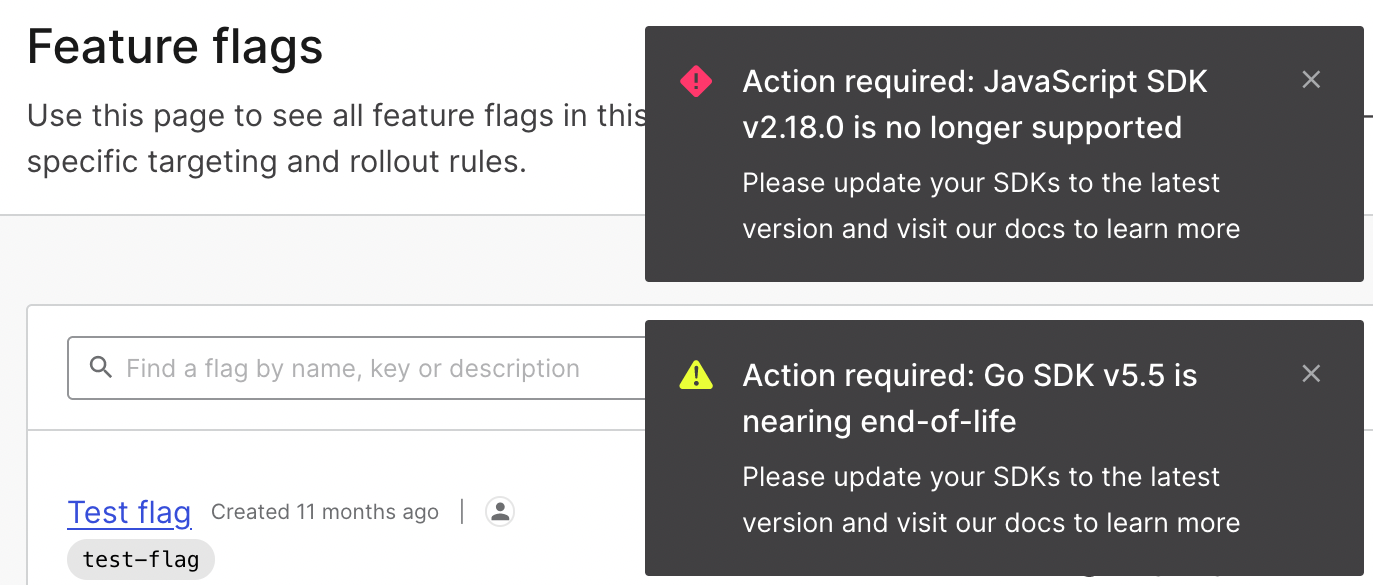 Feature flags
Use this page to see all feature flags in this
specific targeting and rollout rules.
Action required: JavaScript SDK
v2.18.0 is no longer supported
Please update your SDKs to the latest
version and visit our docs to learn more
Find a flag by name, key or description
Action required: Go SDK v5.5 is
nearing end-of-life
Please update your SDKs to the latest
version and visit our docs to learn more
Test flag Created 11 months ago
test-flag